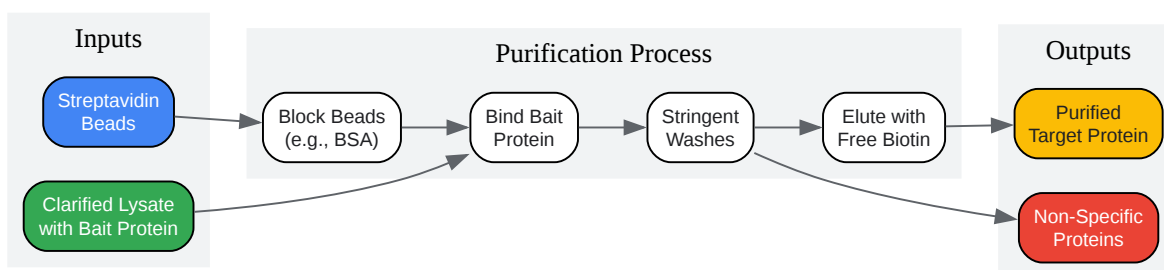 Inputs
Streptavidin
Beads
Clarified Lysate
with Bait Protein
Purification Process
Block Beads
(e.g., BSA)
Bind Bait
Protein
Stringent
Washes
Elute with
Free Biotin
Outputs
Purified
Target Protein
Non-Specific
Proteins